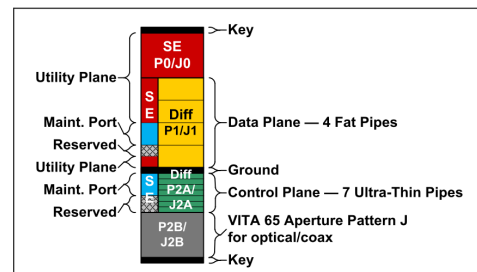 Key
SE
P0/J0
Utility Plane
S
E
Diff
P1/J1
Data Plane — 4 Fat Pipes
Maint. Port
Reserved
Utility Plane
Ground
Maint. Port
S
E
Diff
P2A/
J2A
Control Plane — 7 Ultra-Thin Pipes
Reserved
P2B/
J2B
VITA 65 Aperture Pattern J
for optical/coax
Key